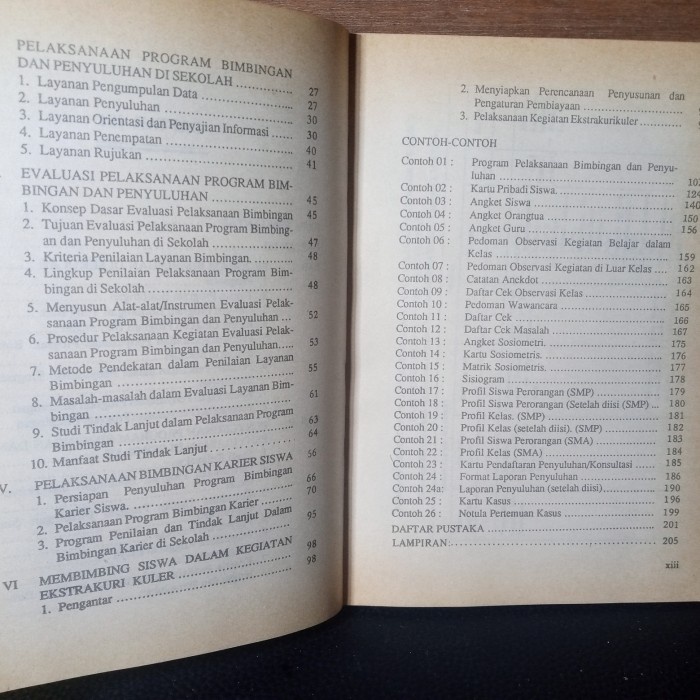 PELAKSANAAN PROGRAM BIMBINGAN
DAN PENYULUHAN DI SEKOLAH ............... 27
1. Layanan Pengumpulan Data ............... 27
2. Layanan Penyuluhan ............... 30
3. Layanan Orientasi dan Penyajian Informasi ..... 30
4. Layanan Penempatan ............... 40
5. Layanan Rujukan ............... 41
EVALUASI PELAKSANAAN PROGRAM BIM-
BINGAN DAN PENYULUHAN ............... 45
1. Konsep Dasar Evaluasi Pelaksanaan Bimbingan 45
2. Tujuan Evaluasi Pelaksanaan Program Bimbing-
an dan Penyuluhan di Sekolah ............... 47
3. Kriteria Penilaian Layanan Bimbingan. ............... 48
4. Lingkup Penilaian Pelaksanaan Program Bim-
bingan di Sekolah ............... 48
5. Menyusun Alat-alat/Instrumen Evaluasi Pelak-
sanaan Program Bimbingan dan Penyuluhan ... 52
6. Prosedur Pelaksanaan Kegiatan Evaluasi Pelak-
sanaan Program Bimbingan dan Penyuluhan..... 53
7. Metode Pendekatan dalam Penilaian Layanan
Bimbingan ............... 55
8. Masalah-masalah dalam Evaluasi Layanan Bim-
bingan ............... 61
9. Studi Tindak Lanjut dalam Pelaksanaan Program
Bimbingan ............... 63
10. Manfaat Studi Tindak Lanjut ............... 64
V. PELAKSANAAN BIMBINGAN KARIER SISWA 56
1. Persiapan Penyuluhan Program Bimbingan
Karier Siswa. ............... 66
2. Pelaksanaan Program Bimbingan Karier ............... 70
3. Program Penilaian dan Tindak Lanjut Dalam
Bimbingan Karier di Sekolah ............... 95
VI MEMBIMBING SISWA DALAM KEGIATAN
EKSTRAKURI KULER ............... 98
1. Pengantar ............... 98
2. Menyiapkan Perencanaan Penyusunan dan
Pengaturan Pembiayaan ...............
3. Pelaksanaan Kegiatan Ekstrakurikuler ...............
CONTOH-CONTOH
Contoh 01 : Program Pelaksanaan Bimbingan dan Penyu-
luhan ...............
Contoh 02 : Kartu Pribadi Siswa. ............... 124
Contoh 03 : Angket Siswa ............... 140
Contoh 04 : Angket Orangtua ............... 150
Contoh 05 : Angket Guru ............... 156
Contoh 06 : Pedoman Observasi Kegiatan Belajar dalam
Kelas ............... 159
Contoh 07 : Pedoman Observasi Kegiatan di Luar Kelas .... 162
Contoh 08 : Catatan Anekdot ............... 163
Contoh 09 : Daftar Cek Observasi Kelas ............... 164
Contoh 10 : Pedoman Wawancara ............... 165
Contoh 11 : Daftar Cek ............... 166
Contoh 12 : Daftar Cek Masalah ............... 167
Contoh 13 : Angket Sosiometri. ............... 175
Contoh 14 : Kartu Sosiometris. ............... 176
Contoh 15 : Matrik Sosiometris. ............... 177
Contoh 16 : Sisiogram ............... 178
Contoh 17 : Profil Siswa Perorangan (SMP) ............... 179
Contoh 18 : Profil Siswa Perorangan (Setelah diisi (SMP) ... 180
Contoh 19 : Profil Kelas. (SMP) ............... 181
Contoh 20 : Profil Kelas (setelah diisi). (SMP) ............... 182
Contoh 21 : Profil Siswa Perorangan (SMA) ............... 183
Contoh 22 : Profil Kelas (SMA) ............... 184
Contoh 23 : Kartu Pendaftaran Penyuluhan/Konsultasi ...... 185
Contoh 24 : Format Laporan Penyuluhan ............... 186
Contoh 24a: Laporan Penyuluhan (setelah diisi)............... 190
Contoh 25 : Kartu Kasus ............... 196
Contoh 26 : Notula Pertemuan Kasus ............... 199
DAFTAR PUSTAKA ............... 201
LAMPIRAN ............... 205
xiii